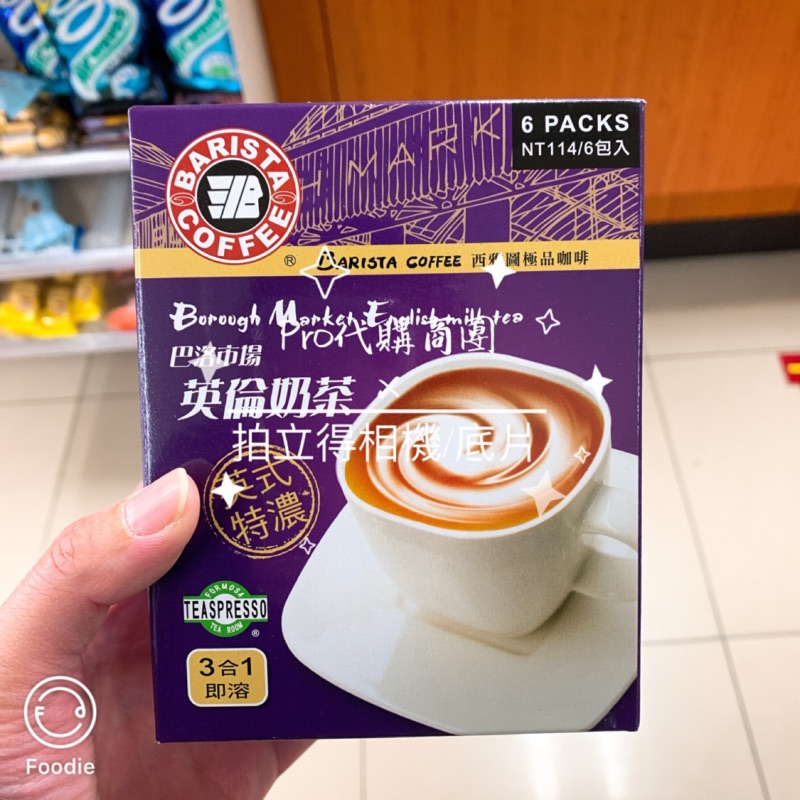 6 PACKS
NT114/6包入
MARK
BARISTA
COFFEE
® BARISTA COFFEE 西雅圖極品咖啡
Borough Market English milk tea
Pro代購商團
巴洛市場
英倫奶茶
拍立得相機/底片
英式
特濃
FORMOSA
TEASPRESSO
TEA ROOM ®
3合1
即溶
Foodie